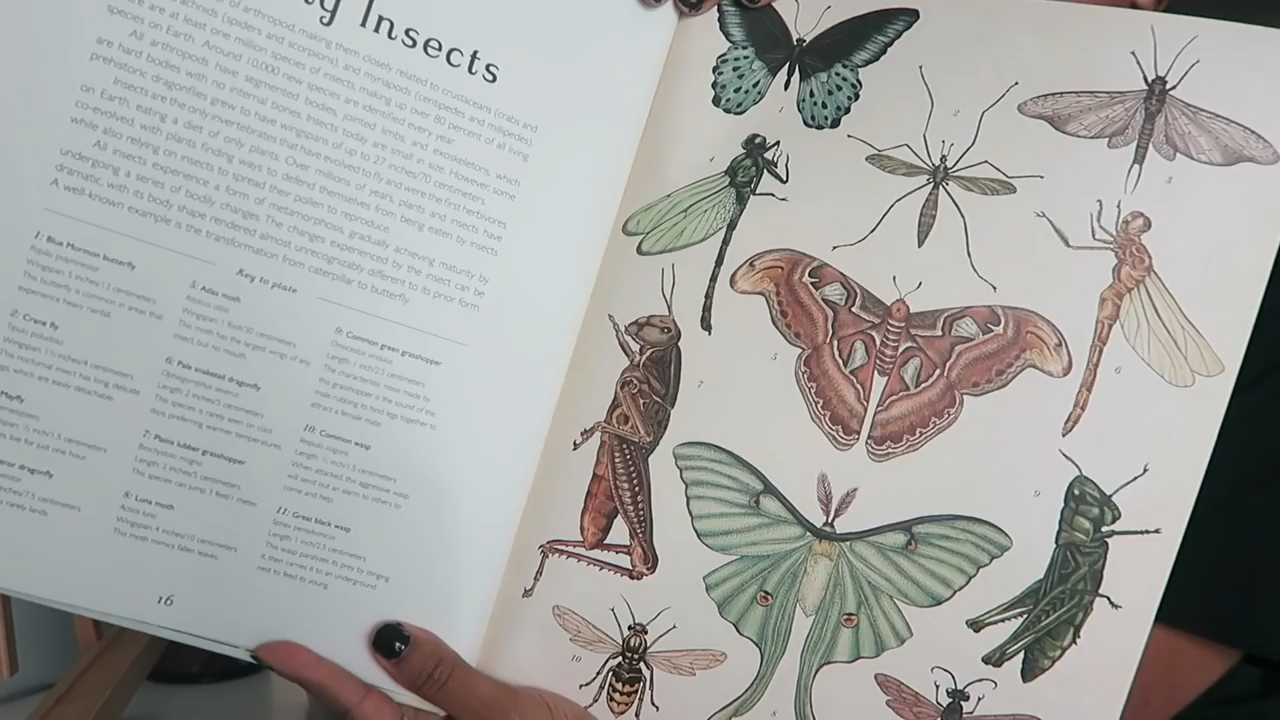 Insects
of arthropod, making them closely related to crustaceans (crabs and
arachnids (spiders and scorpions), and myriapods (centipedes and millipedes).
are at least one million species of insects, making up over 80 percent of all living
species on Earth. Around 10,000 new species are identified every year.
All arthropods have segmented bodies, jointed limbs, and exoskeletons, which
are hard bodies with no internal bones. Insects today are small in size. However, some
prehistoric dragonflies grew to have wingspans of up to 27 inches/70 centimeters.
Insects are the only invertebrates that have evolved to fly and were the first herbivores
on Earth, eating a diet of only plants. Over millions of years, plants and insects have
co-evolved, with plants finding ways to defend themselves from being eaten by insects
while also relying on insects to spread their pollen to reproduce.
All insects experience a form of metamorphosis, gradually achieving maturity by
undergoing a series of bodily changes. The changes experienced by the insect can be
dramatic, with its body shape rendered almost unrecognizably different to its prior form.
A well-known example is the transformation from caterpillar to butterfly.
Key to plate
1: Blue Mormon butterfly
Papilio polymnestor
Wingspan: 5 inches/13 centimeters
This butterfly is common in areas that
experience heavy rainfall.
2: Crane fly
Tipula paludosa
Wingspan: 1½ inches/4 centimeters
This nocturnal insect has long, delicate
legs, which are easily detachable.
Mayfly
½ inch/1.5 centimeters
live for just one hour.
dragonfly
inches/7.5 centimeters
rarely lands.
5: Atlas moth
Attacus atlas
Wingspan: 1 foot/30 centimeters
This moth has the largest wings of any
insect, but no mouth.
6: Pale snaketail dragonfly
Length: 2 inches/5 centimeters
This species is rarely seen on cool
days, preferring warmer temperatures.
7: Plains lubber grasshopper
Brachystola magna
Length: 2 inches/5 centimeters
This species can jump 3 feet/1 meter
8: Luna moth
Actias luna
Wingspan: 4 inches/10 centimeters
This moth mimics fallen leaves.
9: Common green grasshopper
Omocestus viridulus
Length: 1 inch/2.5 centimeters
The characteristic noise made by
the grasshopper is the sound of the
male rubbing its hind legs together to
attract a female mate.
10: Common wasp
Vespula vulgaris
Length: ½ inch/1.5 centimeters
When attacked, this aggressive wasp
will send out an alarm to others to
come and help.
11: Great black wasp
Sphex pensylvanicus
Length: 1 inch/2.5 centimeters
This wasp paralyzes its prey by stinging
it, then carries it to an underground
nest to feed its young.
16
1
2
3
4
5
6
7
8
9
10